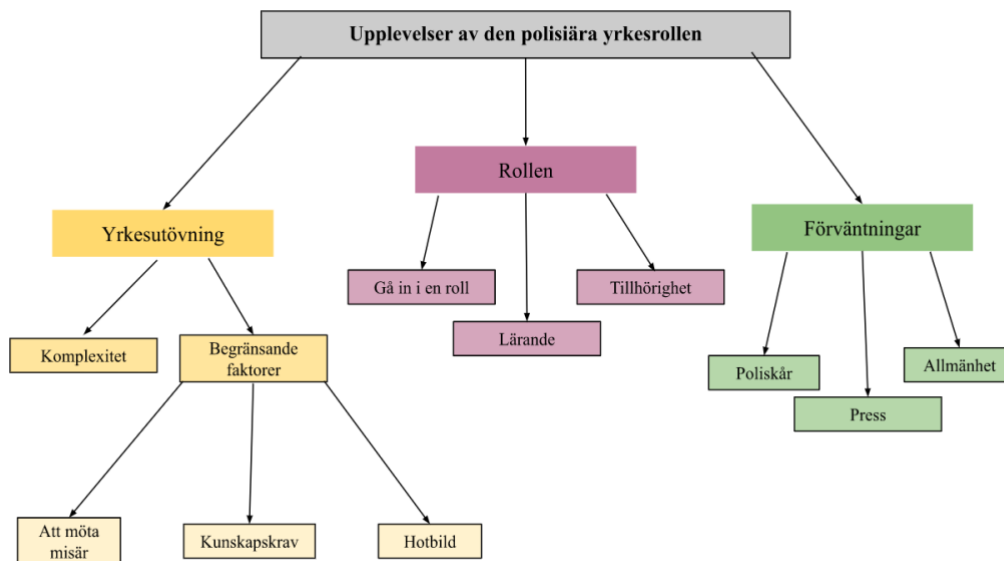 Upplevelser av den polisiära yrkesrollen
Rollen
Yrkesutövning
Förväntningar
Gå in i en roll
Tillhörighet
Lärande
Komplexitet
Begränsande
faktorer
Poliskår
Allmänhet
Press
Att möta
misär
Kunskapskrav
Hotbild